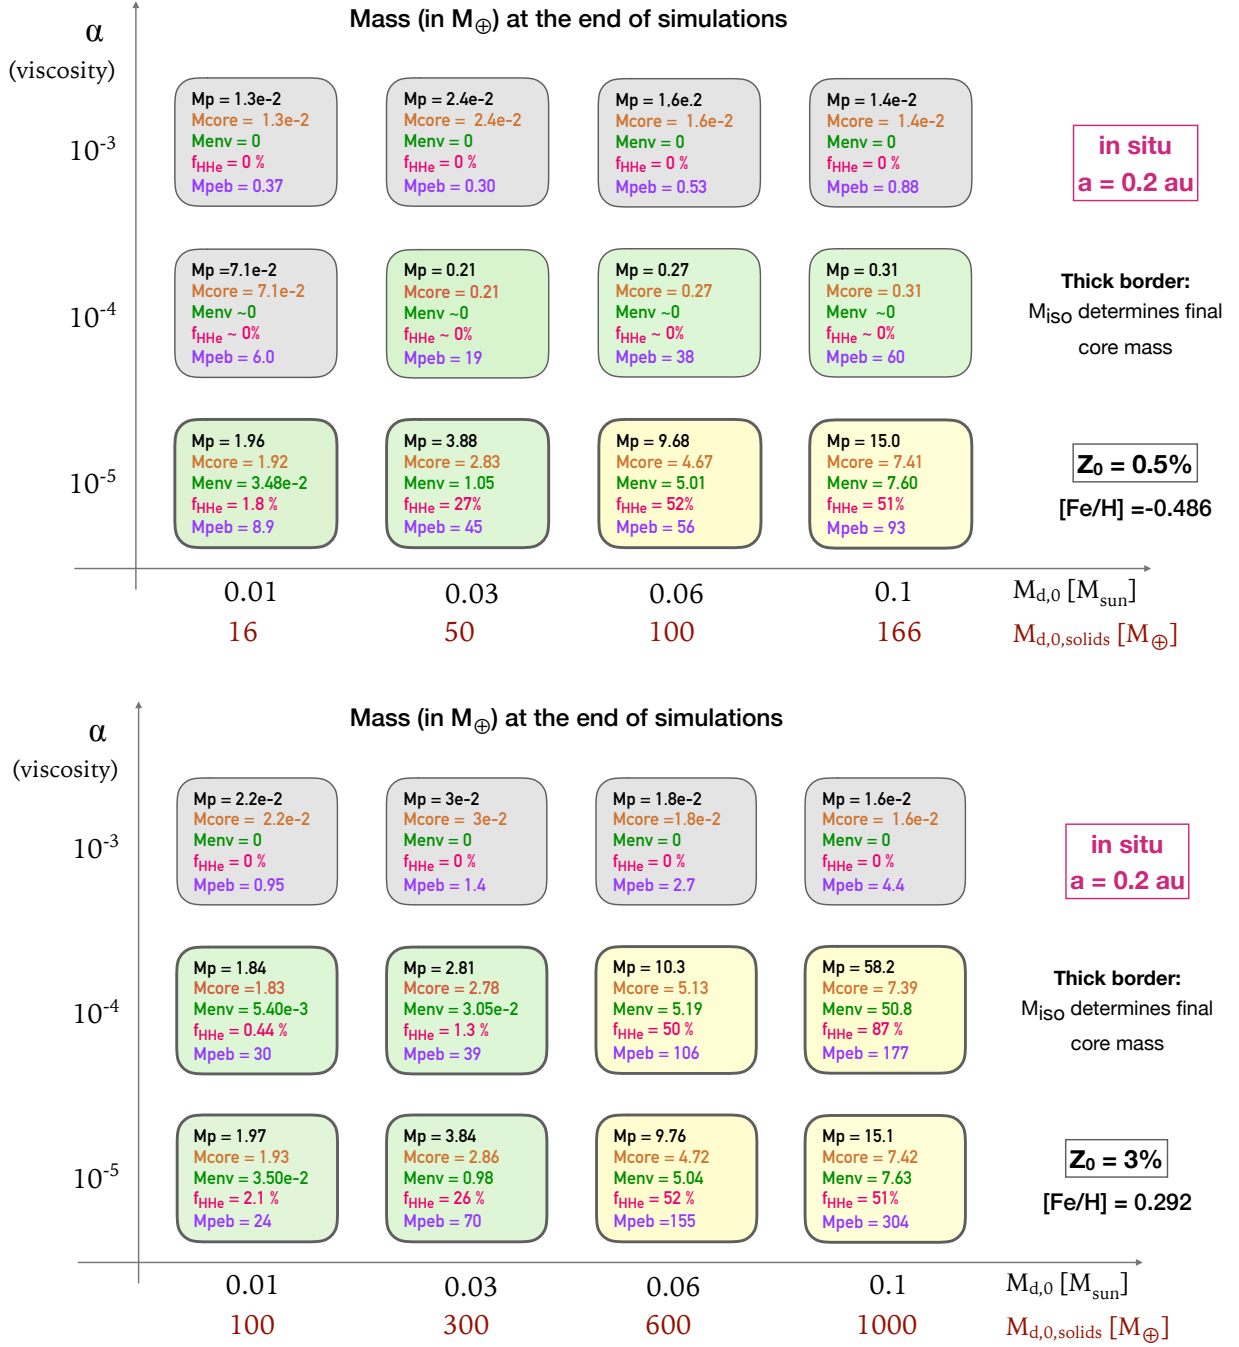 Mass (in M⊕) at the end of simulations
α
(viscosity)
10⁻³
Mp = 1.3e-2
Mcore = 1.3e-2
Menv = 0
fHHe = 0 %
Mpeb = 0.37
Mp = 2.4e-2
Mcore = 2.4e-2
Menv = 0
fHHe = 0 %
Mpeb = 0.30
Mp = 1,6e.2
Mcore = 1.6e-2
Menv = 0
fHHe = 0 %
Mpeb = 0.53
Mp = 1.4e-2
Mcore = 1.4e-2
Menv = 0
fHHe = 0 %
Mpeb = 0.88
in situ
a = 0.2 au
10⁻⁴
Mp =7.1e-2
Mcore = 7.1e-2
Menv ~0
fHHe ~ 0%
Mpeb = 6.0
Mp = 0.21
Mcore = 0.21
Menv ~0
fHHe ~ 0%
Mpeb = 19
Mp = 0.27
Mcore = 0.27
Menv ~0
fHHe ~ 0%
Mpeb = 38
Mp = 0.31
Mcore = 0.31
Menv ~0
fHHe ~ 0%
Mpeb = 60
Thick border:
Miso determines final
core mass
10⁻⁵
Mp = 1.96
Mcore = 1.92
Menv = 3.48e-2
fHHe = 1.8 %
Mpeb = 8.9
Mp = 3.88
Mcore = 2.83
Menv = 1.05
fHHe = 27%
Mpeb = 45
Mp = 9.68
Mcore = 4.67
Menv = 5.01
fHHe = 52%
Mpeb = 56
Mp = 15.0
Mcore = 7.41
Menv = 7.60
fHHe = 51%
Mpeb = 93
Z₀ = 0.5%
[Fe/H] =-0.486
0.01 0.03 0.06 0.1 Md,0 [Msun]
16 50 100 166 Md,0,solids [M⊕]
Mass (in M⊕) at the end of simulations
α
(viscosity)
10⁻³
Mp = 2.2e-2
Mcore = 2.2e-2
Menv = 0
fHHe = 0 %
Mpeb = 0.95
Mp = 3e-2
Mcore = 3e-2
Menv = 0
fHHe = 0 %
Mpeb = 1.4
Mp = 1.8e-2
Mcore =1.8e-2
Menv = 0
fHHe = 0 %
Mpeb = 2.7
Mp = 1.6e-2
Mcore = 1.6e-2
Menv = 0
fHHe = 0 %
Mpeb = 4.4
in situ
a = 0.2 au
10⁻⁴
Mp = 1.84
Mcore =1.83
Menv = 5.40e-3
fHHe = 0.44 %
Mpeb = 30
Mp = 2.81
Mcore = 2.78
Menv = 3.05e-2
fHHe = 1.3 %
Mpeb = 39
Mp = 10.3
Mcore = 5.13
Menv = 5.19
fHHe = 50 %
Mpeb = 106
Mp = 58.2
Mcore = 7.39
Menv = 50.8
fHHe = 87 %
Mpeb = 177
Thick border:
Miso determines final
core mass
10⁻⁵
Mp = 1.97
Mcore = 1.93
Menv = 3.50e-2
fHHe = 2.1 %
Mpeb = 24
Mp = 3.84
Mcore = 2.86
Menv = 0.98
fHHe = 26 %
Mpeb = 70
Mp = 9.76
Mcore = 4.72
Menv = 5.04
fHHe = 52 %
Mpeb =155
Mp = 15.1
Mcore = 7.42
Menv = 7.63
fHHe = 51%
Mpeb = 304
Z₀ = 3%
[Fe/H] = 0.292
0.01 0.03 0.06 0.1 Md,0 [Msun]
100 300 600 1000 Md,0,solids [M⊕]